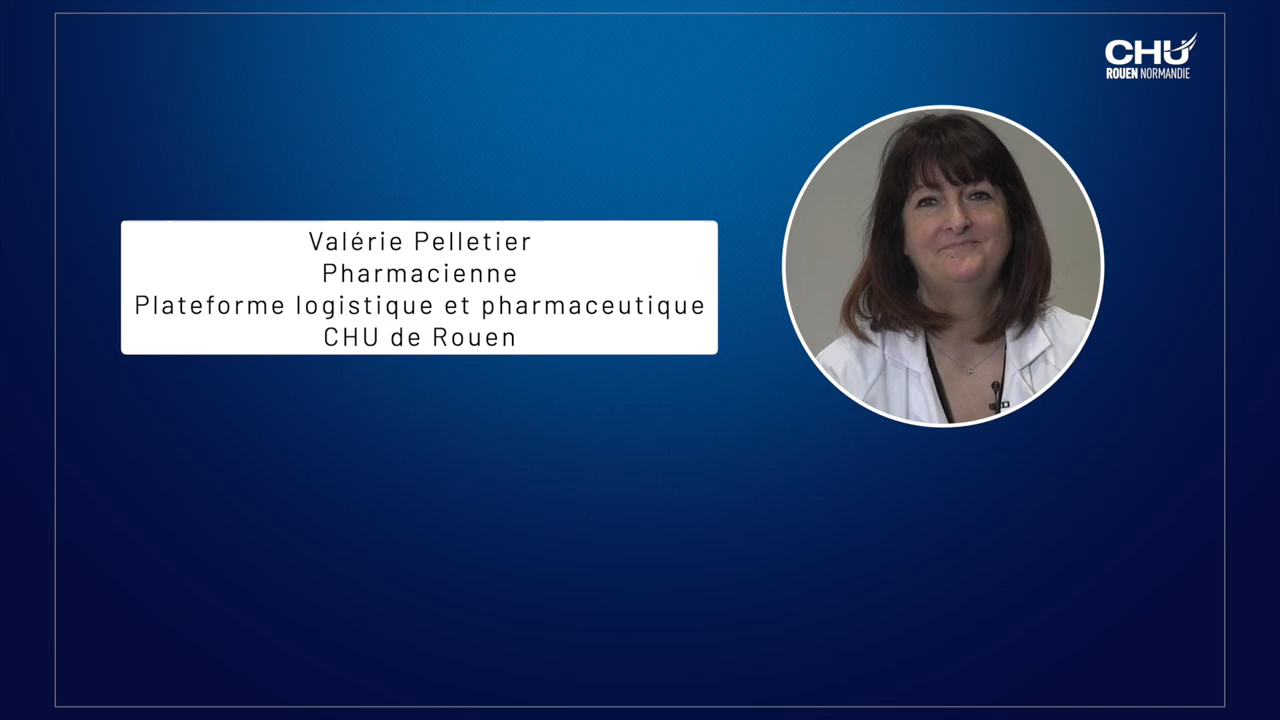 CHU
ROUEN NORMANDIE
Valérie Pelletier
Pharmacienne
Plateforme logistique et pharmaceutique
CHU de Rouen